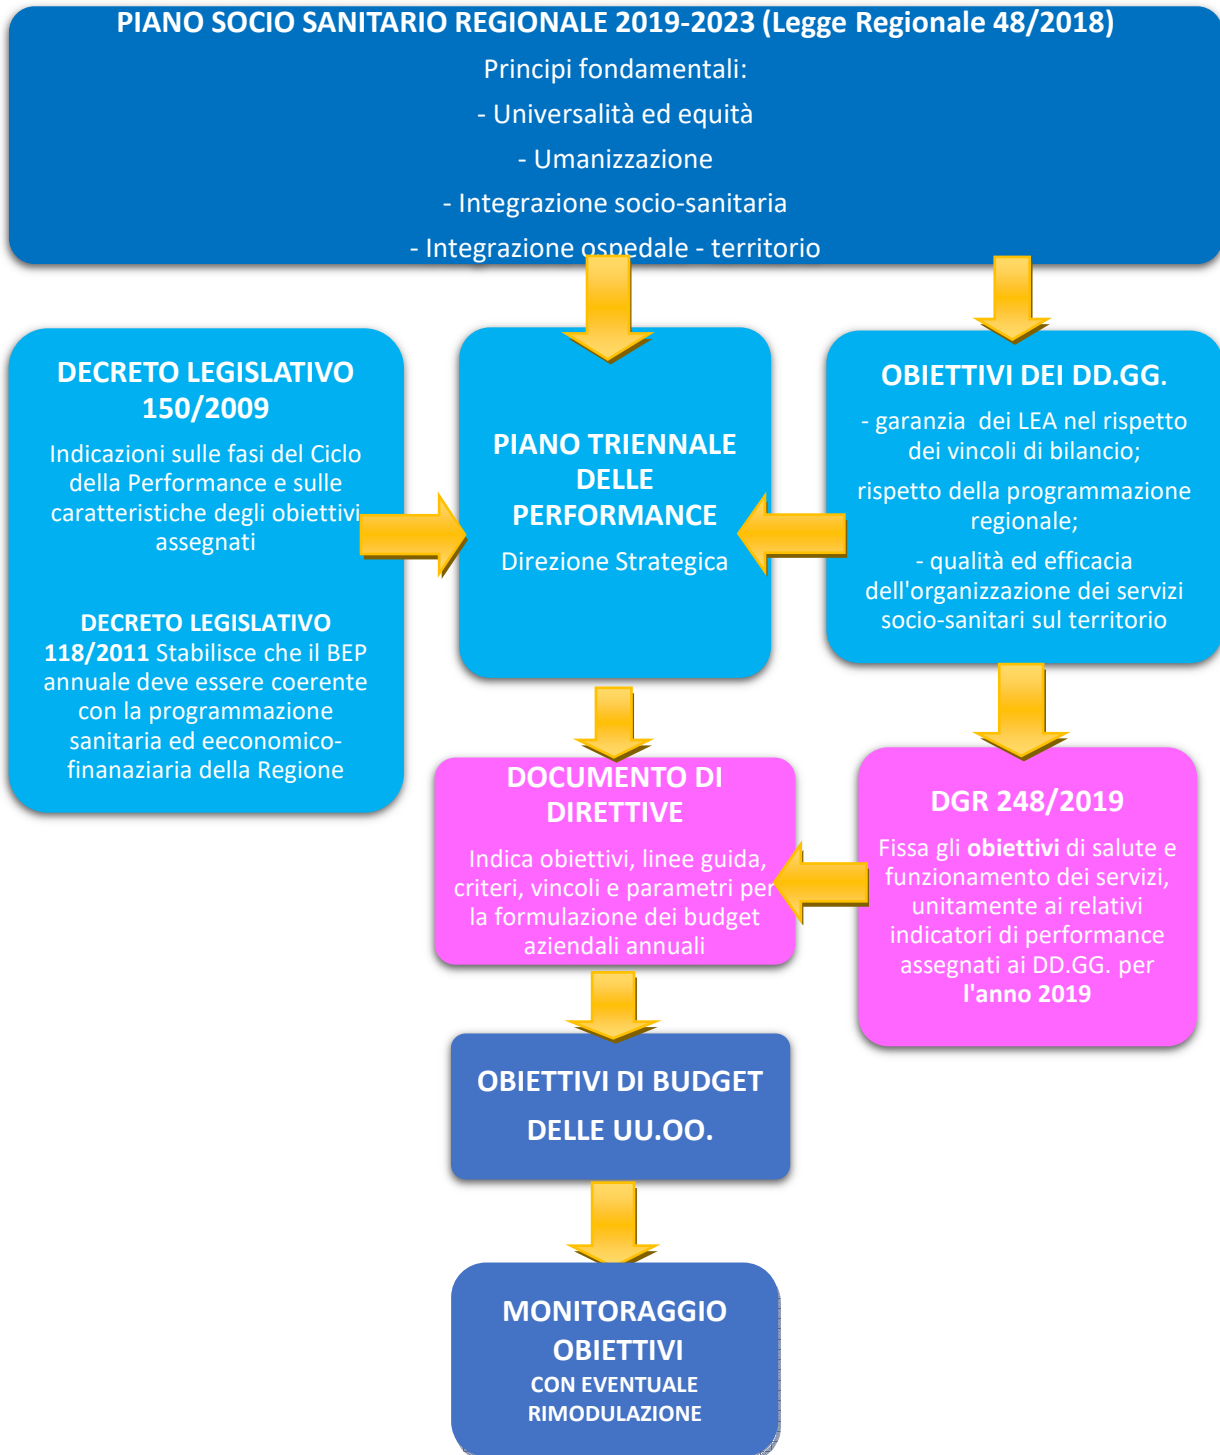 PIANO SOCIO SANITARIO REGIONALE 2019-2023 (Legge Regionale 48/2018)
Principi fondamentali:
- Universalità ed equità
- Umanizzazione
- Integrazione socio-sanitaria
- Integrazione ospedale - territorio
DECRETO LEGISLATIVO
150/2009
Indicazioni sulle fasi del Ciclo
della Performance e sulle
caratteristiche degli obiettivi
assegnati
DECRETO LEGISLATIVO
118/2011 Stabilisce che il BEP
annuale deve essere coerente
con la programmazione
sanitaria ed eeconomico-
finanaziaria della Regione
PIANO TRIENNALE
DELLE
PERFORMANCE
Direzione Strategica
OBIETTIVI DEI DD.GG.
- garanzia dei LEA nel rispetto
dei vincoli di bilancio;
rispetto della programmazione
regionale;
- qualità ed efficacia
dell'organizzazione dei servizi
socio-sanitari sul territorio
DOCUMENTO DI
DIRETTIVE
Indica obiettivi, linee guida,
criteri, vincoli e parametri per
la formulazione dei budget
aziendali annuali
DGR 248/2019
Fissa gli obiettivi di salute e
funzionamento dei servizi,
unitamente ai relativi
indicatori di performance
assegnati ai DD.GG. per
l'anno 2019
OBIETTIVI DI BUDGET
DELLE UU.OO.
MONITORAGGIO
OBIETTIVI
CON EVENTUALE
RIMODULAZIONE